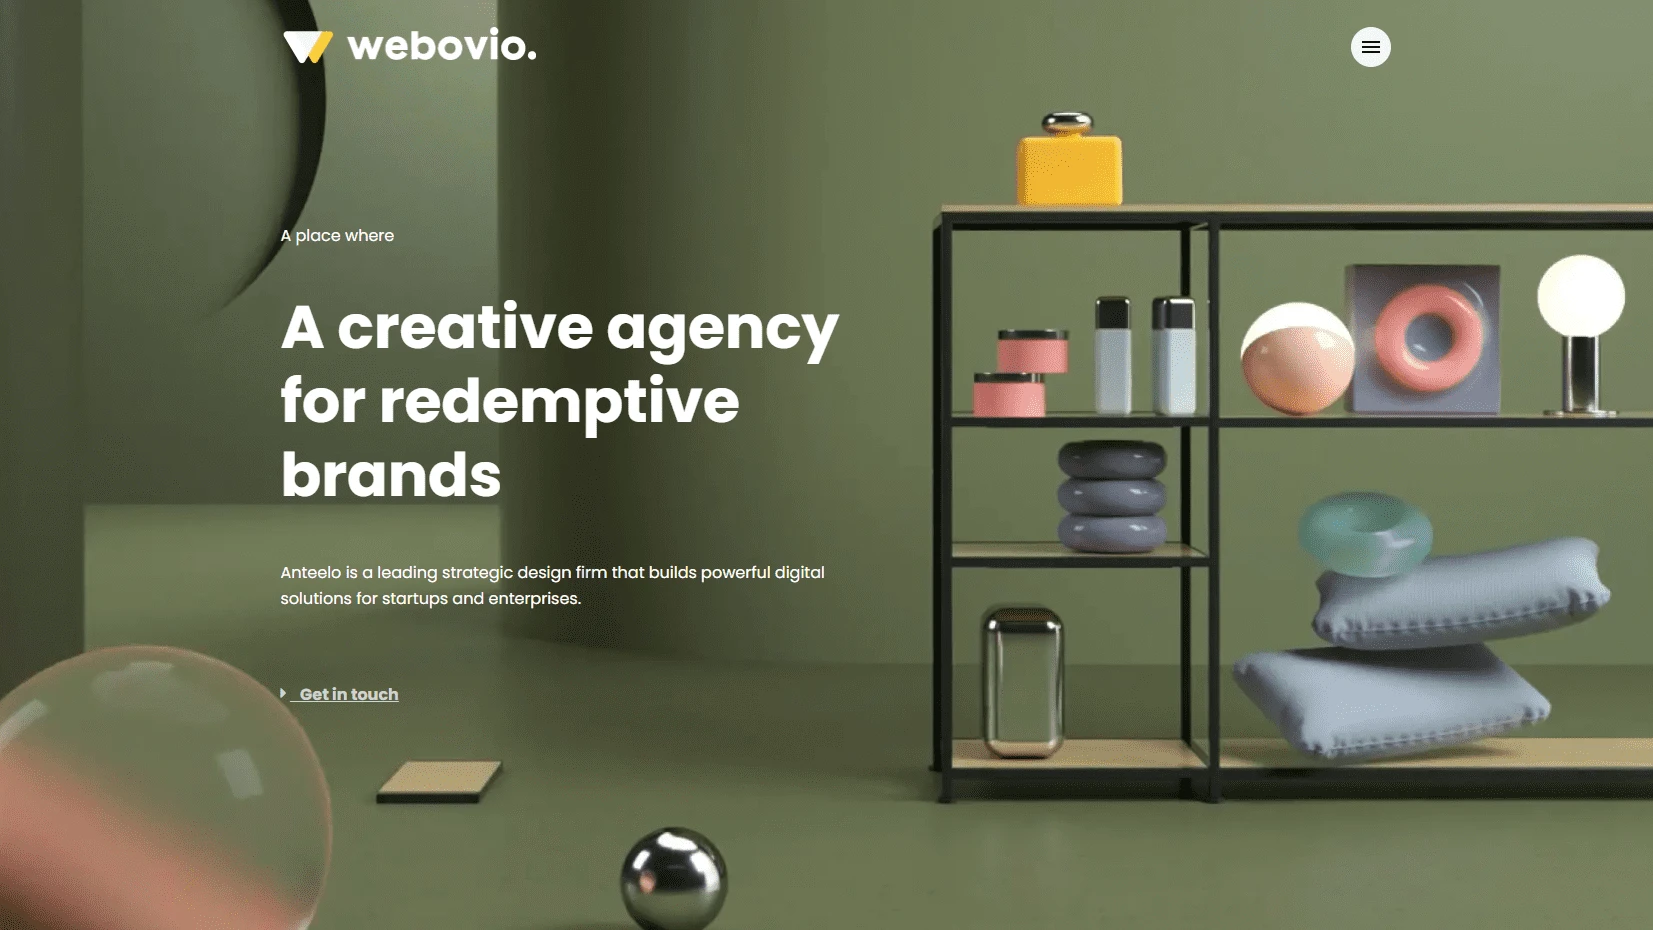 webovio.
A place where
A creative agency
for redemptive
brands
Anteelo is a leading strategic design firm that builds powerful digital
solutions for startups and enterprises.
Get in touch